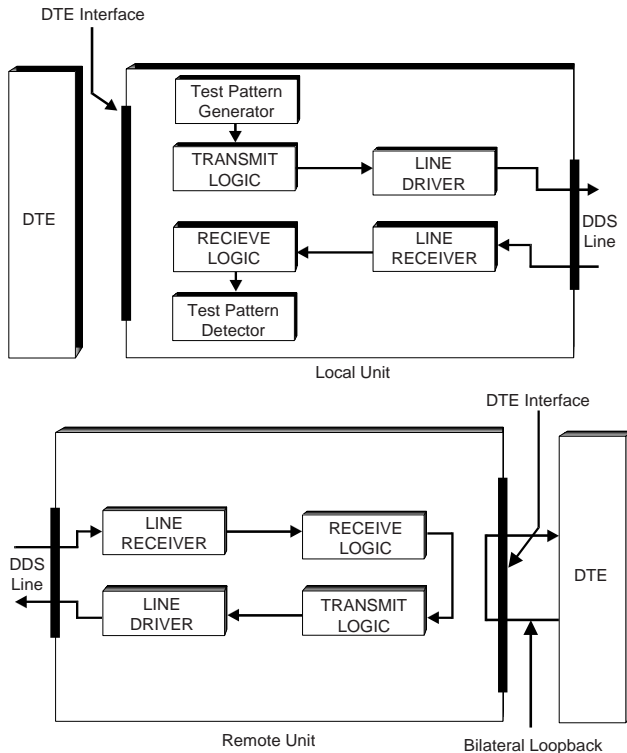 DTE Interface
Test Pattern
Generator
TRANSMIT
LOGIC
LINE
DRIVER
DTE
DDS
Line
RECIEVE
LOGIC
LINE
RECEIVER
Test Pattern
Detector
Local Unit
DTE Interface
LINE
RECEIVER
RECEIVE
LOGIC
DDS
Line
DTE
LINE
DRIVER
TRANSMIT
LOGIC
Remote Unit
Bilateral Loopback